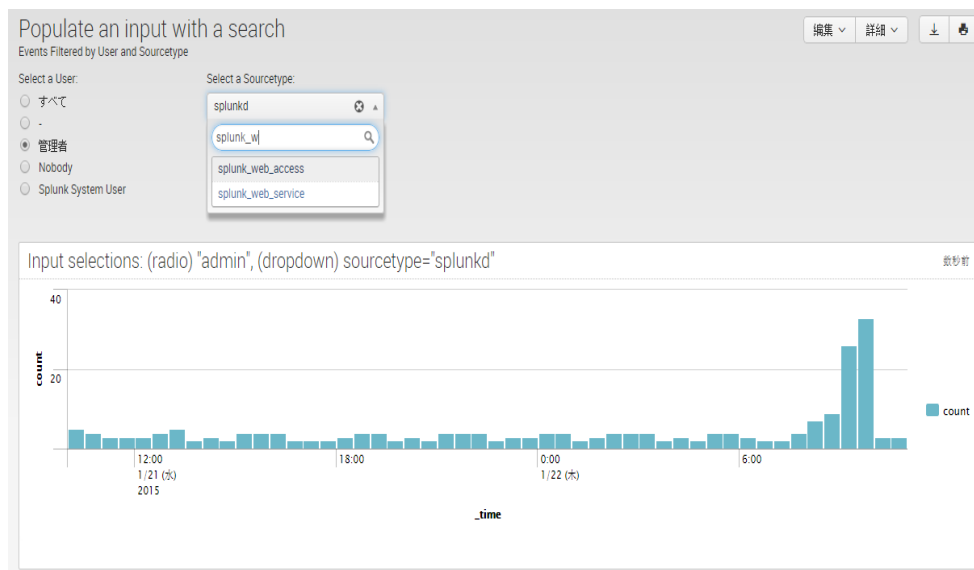 Populate an input with a search
Events Filtered by User and Sourcetype
編集
詳細
Select a User:
すべて
-
管理者
Nobody
Splunk System User
Select a Sourcetype:
splunkd
splunk_w
splunk_web_access
splunk_web_service
Input selections: (radio) "admin", (dropdown) sourcetype="splunkd"
数秒前
40
20
count
12:00
1/21 (水)
2015
18:00
0:00
1/22 (木)
6:00
_time
count